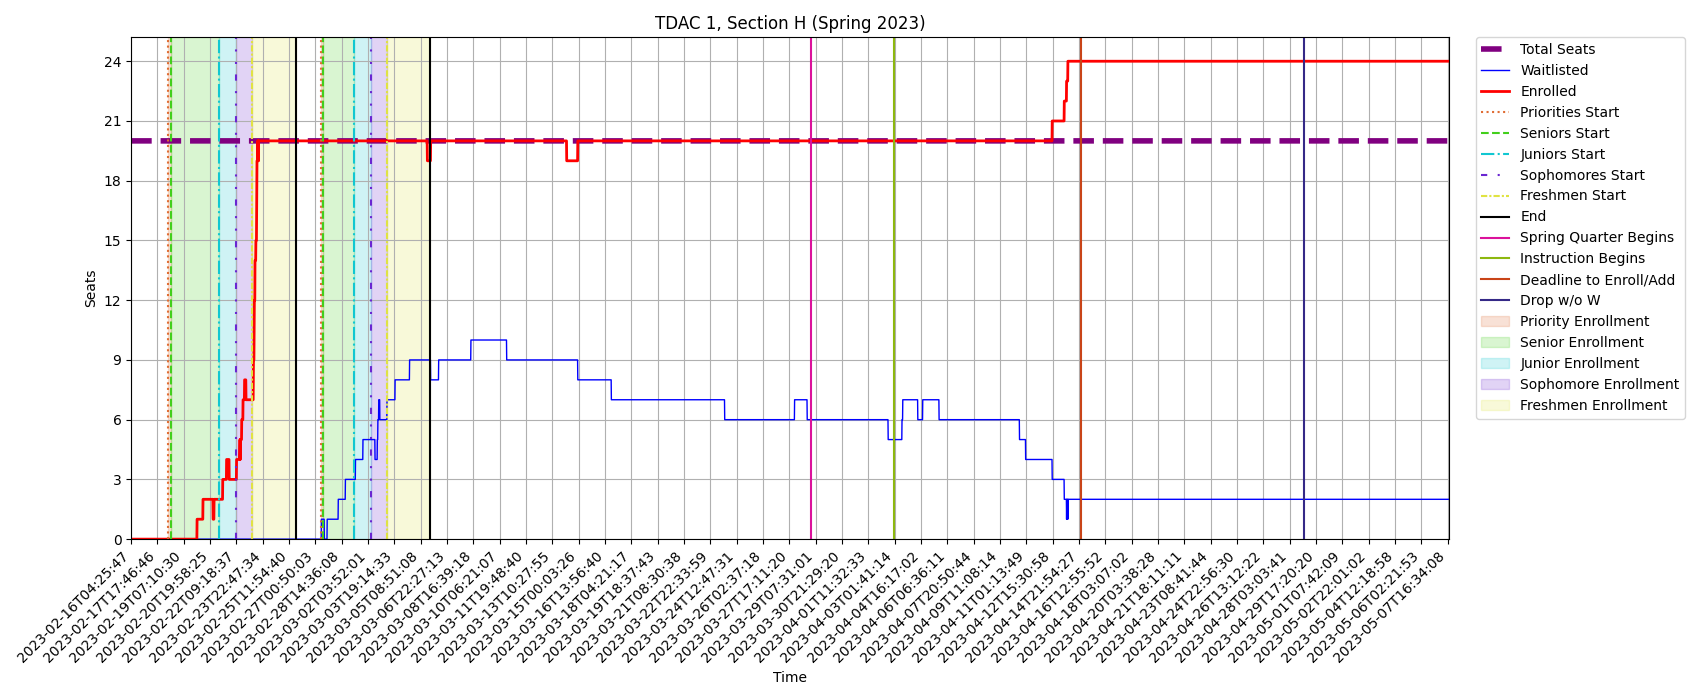 TDAC 1, Section H (Spring 2023)
Seats
24
21
18
15
12
9
6
3
0
2023-02-16T04:25:47
2023-02-17T17:46:46
2023-02-19T07:10:30
2023-02-20T19:58:25
2023-02-22T09:18:37
2023-02-23T22:47:34
2023-02-25T11:54:40
2023-02-27T00:50:03
2023-02-28T14:36:08
2023-03-02T03:52:01
2023-03-03T19:14:33
2023-03-05T08:51:08
2023-03-06T22:27:13
2023-03-08T16:39:18
2023-03-10T06:21:07
2023-03-11T19:48:40
2023-03-13T10:27:55
2023-03-15T00:03:26
2023-03-16T13:56:40
2023-03-18T04:21:17
2023-03-19T18:37:43
2023-03-21T08:30:38
2023-03-22T22:33:59
2023-03-24T12:47:31
2023-03-26T02:37:18
2023-03-27T17:11:20
2023-03-29T07:31:01
2023-03-30T21:29:20
2023-04-01T11:32:33
2023-04-03T01:41:14
2023-04-04T16:17:02
2023-04-06T06:36:11
2023-04-07T20:50:44
2023-04-09T11:08:14
2023-04-11T01:13:49
2023-04-12T15:30:58
2023-04-14T21:54:27
2023-04-16T12:55:52
2023-04-18T03:07:02
2023-04-20T03:38:28
2023-04-21T18:11:11
2023-04-23T08:41:44
2023-04-24T22:56:30
2023-04-26T13:12:22
2023-04-28T03:03:41
2023-04-29T17:20:20
2023-05-01T07:42:09
2023-05-02T22:01:02
2023-05-04T12:18:58
2023-05-06T02:21:53
2023-05-07T16:34:08
Time
Total Seats
Waitlisted
Enrolled
Priorities Start
Seniors Start
Juniors Start
Sophomores Start
Freshmen Start
End
Spring Quarter Begins
Instruction Begins
Deadline to Enroll/Add
Drop w/o W
Priority Enrollment
Senior Enrollment
Junior Enrollment
Sophomore Enrollment
Freshmen Enrollment